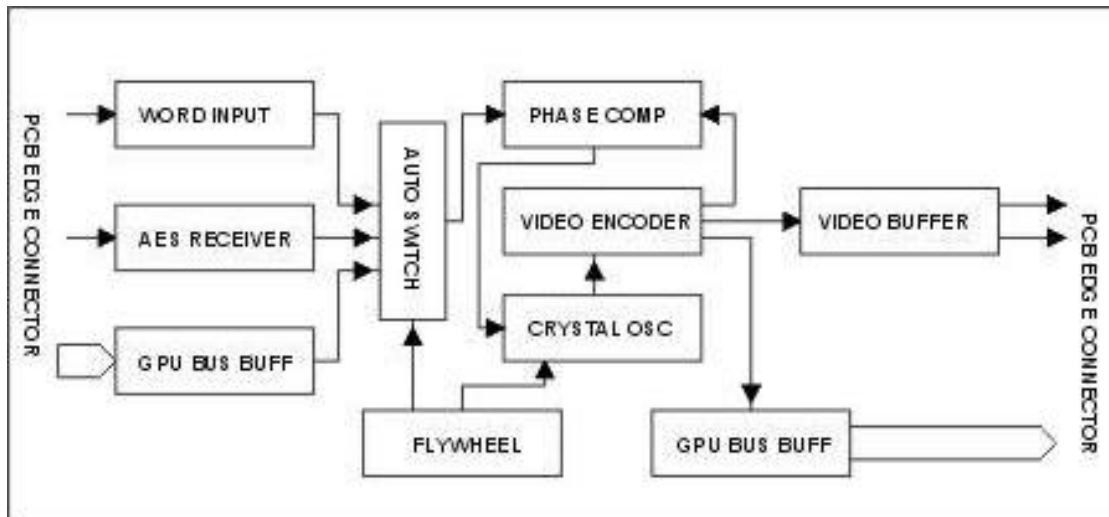 PCB EDGE CONNECTOR
WORD INPUT
AES RECEIVER
GPU BUS BUFF
AUTO SWITCH
FLYWHEEL
PHASE COMP
VIDEO ENCODER
CRYSTAL OSC
VIDEO BUFFER
GPU BUS BUFF
PCB EDGE CONNECTOR